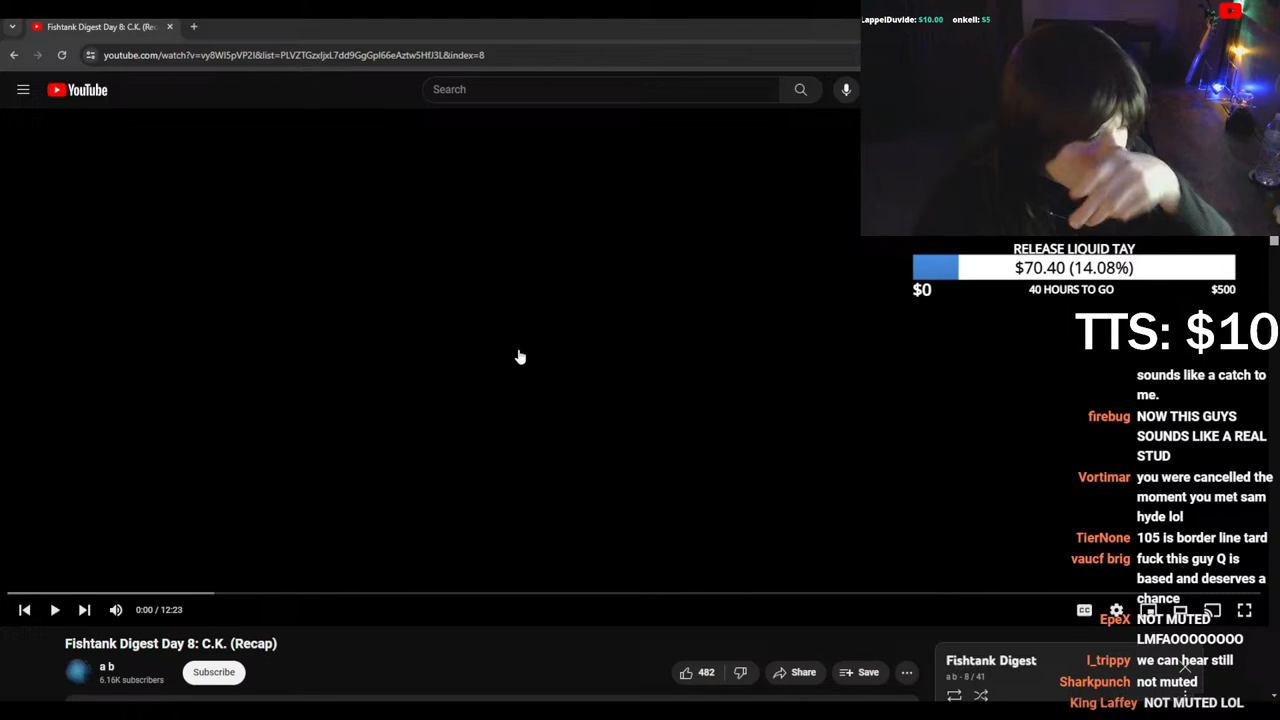 Fishtank Digest Day 8: C.K. (Rec
youtube.com/watch?v=vy8WI5pVP2I&list=PLVZTGzxIjxL7dd9GgGpI66eAztw5HfJ3L&index=8
YouTube
Search
LappelDuvide: $10.00 onkell: $5
RELEASE LIQUID TAY
$70.40 (14.08%)
$0 40 HOURS TO GO $500
TTS: $10
sounds like a catch to
me.
firebug NOW THIS GUYS
SOUNDS LIKE A REAL
STUD
Vortimar you were cancelled the
moment you met sam
hyde lol
TierNone 105 is border line tard
vaucf brig fuck this guy Q is
based and deserves a
chance
EpeX NOT MUTED
LMFAOOOOOOOO
l_trippy we can hear still
Sharkpunch not muted
King Laffey NOT MUTED LOL
0:00 / 12:23
CC
Fishtank Digest Day 8: C.K. (Recap)
a b
6.16K subscribers
Subscribe
482
Share
Save
Fishtank Digest
a b - 8 / 41